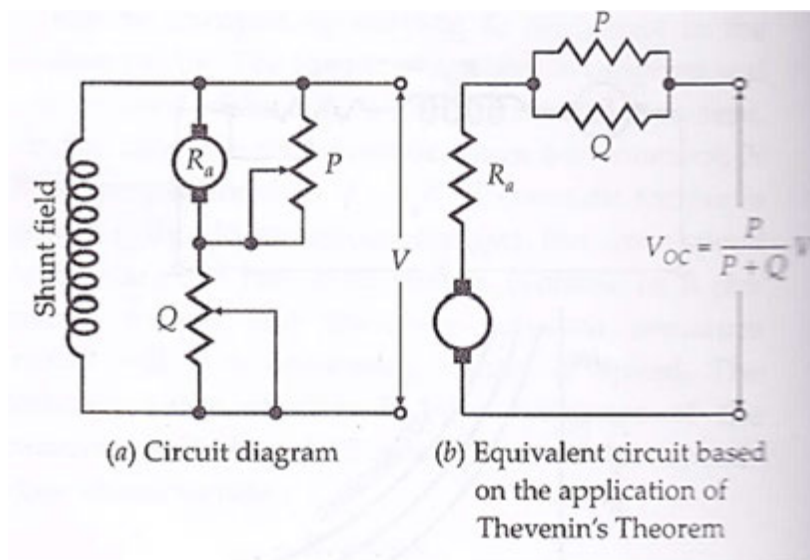 Shunt field
R_a
P
Q
V
(a) Circuit diagram
P
Q
R_a
V_OC = P / (P + Q) V
(b) Equivalent circuit based
on the application of
Thevenin's Theorem